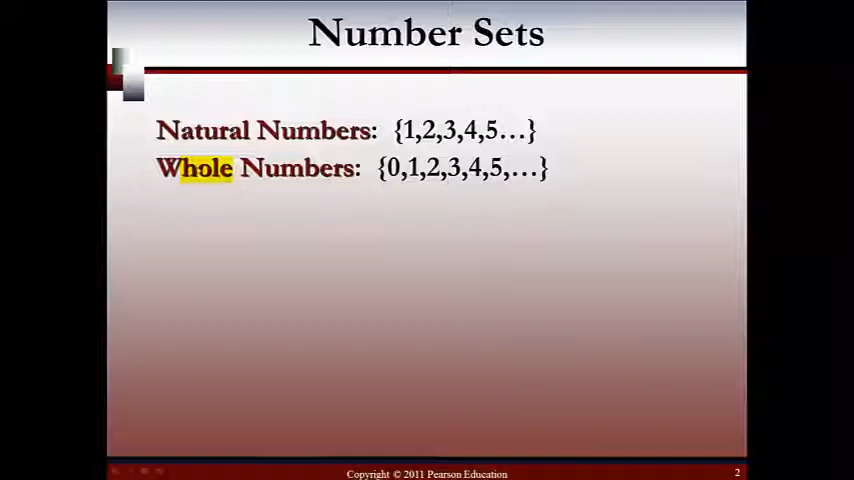 Number Sets
Natural Numbers: {1,2,3,4,5…}
Whole Numbers: {0,1,2,3,4,5,…}
Copyright © 2011 Pearson Education
2